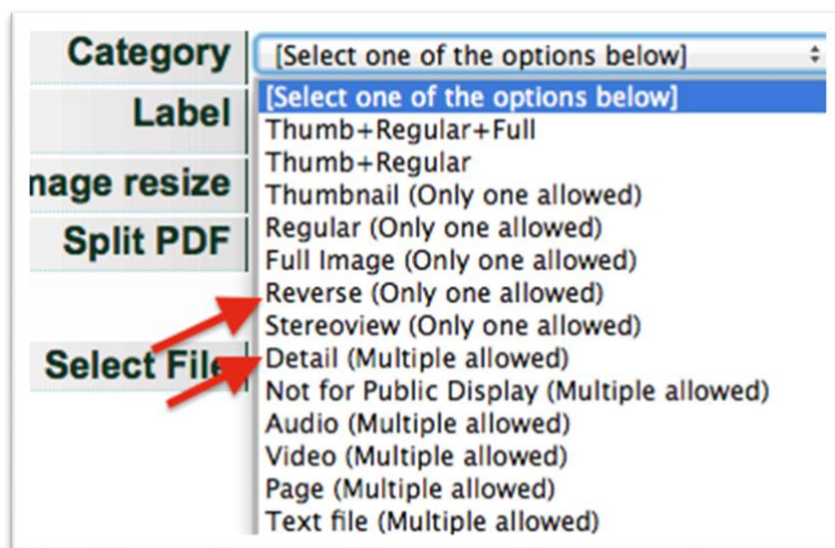 Category [Select one of the options below]
[Select one of the options below]
Label
Thumb+Regular+Full
Thumb+Regular
mage resize
Thumbnail (Only one allowed)
Split PDF
Regular (Only one allowed)
Full Image (Only one allowed)
Reverse (Only one allowed)
Stereoview (Only one allowed)
Select File
Detail (Multiple allowed)
Not for Public Display (Multiple allowed)
Audio (Multiple allowed)
Video (Multiple allowed)
Page (Multiple allowed)
Text file (Multiple allowed)